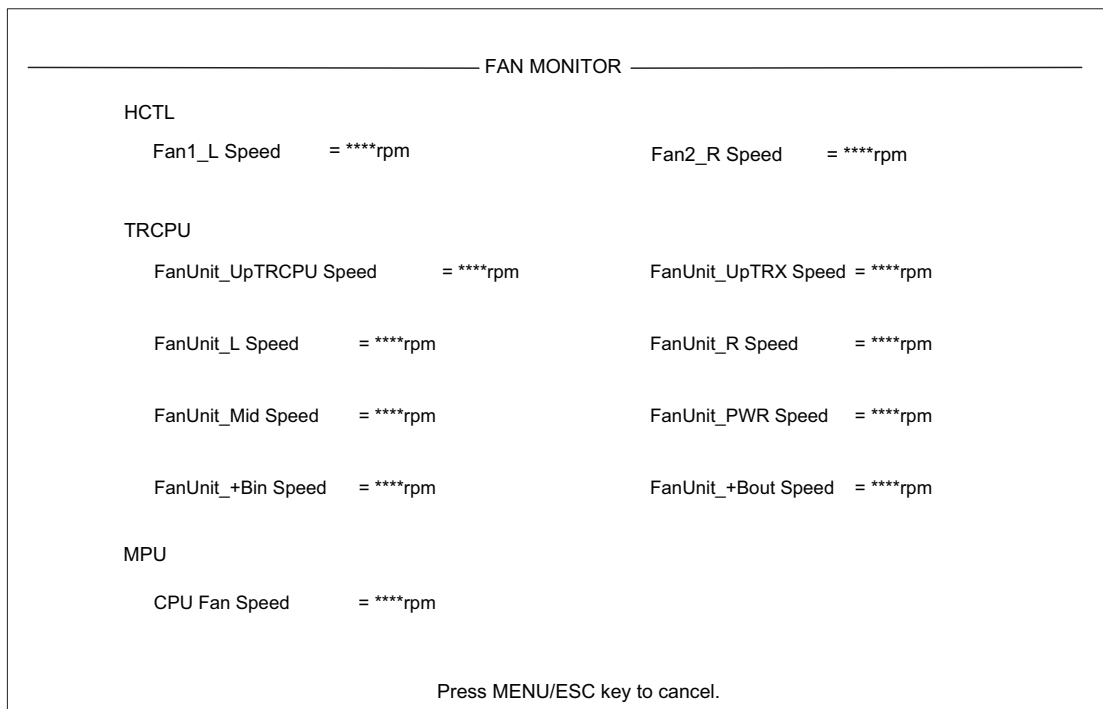 FAN MONITOR
HCTL
Fan1_L Speed = ****rpm Fan2_R Speed = ****rpm
TRCPU
FanUnit_UpTRCPU Speed = ****rpm FanUnit_UpTRX Speed = ****rpm
FanUnit_L Speed = ****rpm FanUnit_R Speed = ****rpm
FanUnit_Mid Speed = ****rpm FanUnit_PWR Speed = ****rpm
FanUnit_+Bin Speed = ****rpm FanUnit_+Bout Speed = ****rpm
MPU
CPU Fan Speed = ****rpm
Press MENU/ESC key to cancel.